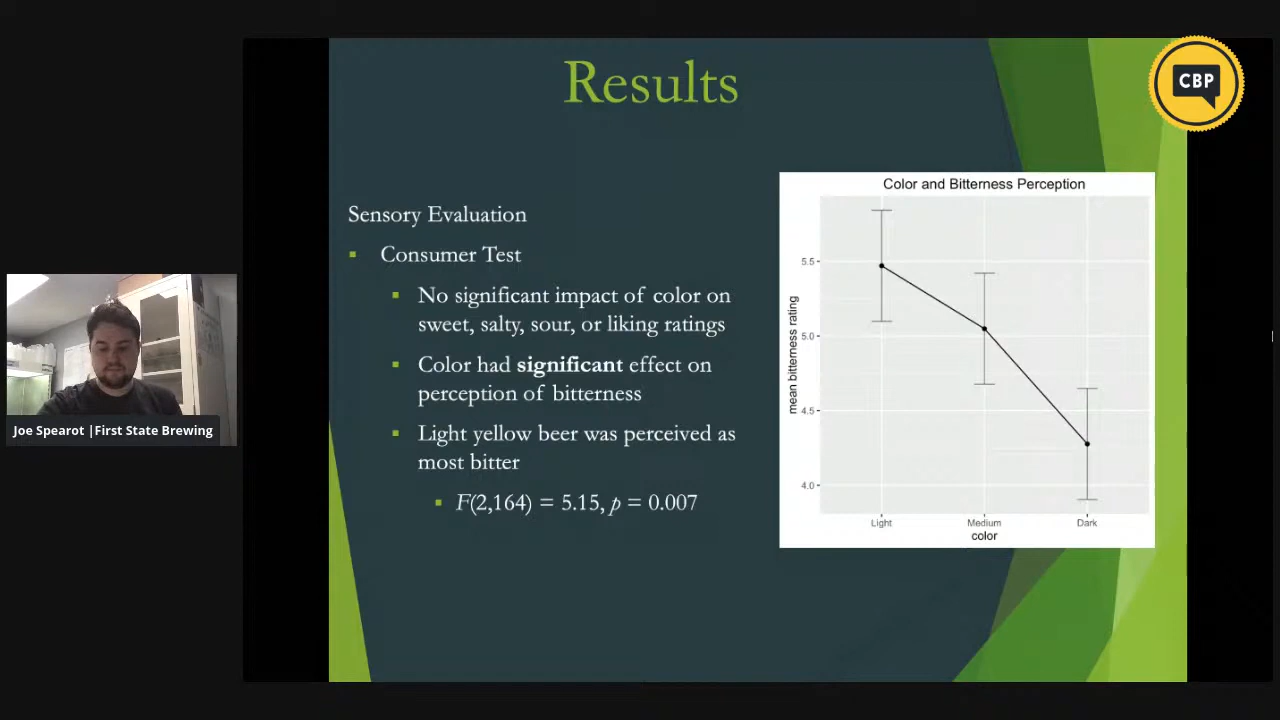 Results
CBP
Sensory Evaluation
Consumer Test
No significant impact of color on
sweet, salty, sour, or liking ratings
Color had significant effect on
perception of bitterness
Light yellow beer was perceived as
most bitter
F(2,164) = 5.15, p = 0.007
Color and Bitterness Perception
mean bitterness rating
5.5
5.0
4.5
4.0
Light Medium Dark
color
Joe Spearot |First State Brewing